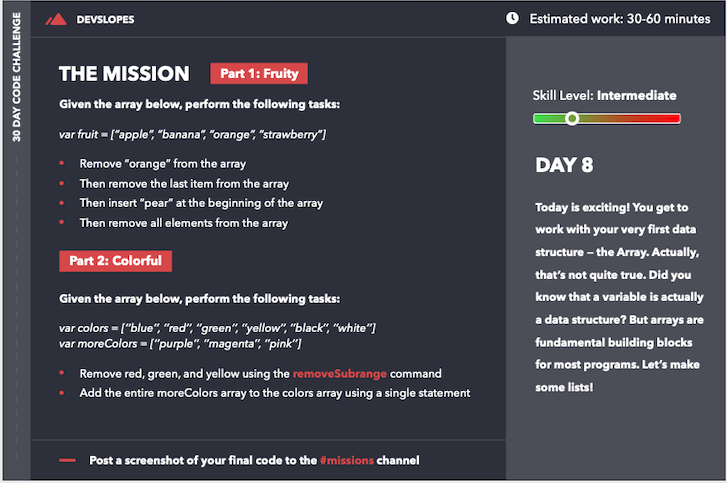 30 DAY CODE CHALLENGE
DEVSLOPES
Estimated work: 30-60 minutes
THE MISSION
Part 1: Fruity
Given the array below, perform the following tasks:
var fruit = ["apple", "banana", "orange", "strawberry"]
• Remove "orange" from the array
• Then remove the last item from the array
• Then insert "pear" at the beginning of the array
• Then remove all elements from the array
Part 2: Colorful
Given the array below, perform the following tasks:
var colors = ["blue", "red", "green", "yellow", "black", "white"]
var moreColors = ["purple", "magenta", "pink"]
• Remove red, green, and yellow using the removeSubrange command
• Add the entire moreColors array to the colors array using a single statement
Post a screenshot of your final code to the #missions channel
Skill Level: Intermediate
DAY 8
Today is exciting! You get to
work with your very first data
structure – the Array. Actually,
that's not quite true. Did you
know that a variable is actually
a data structure? But arrays are
fundamental building blocks
for most programs. Let's make
some lists!